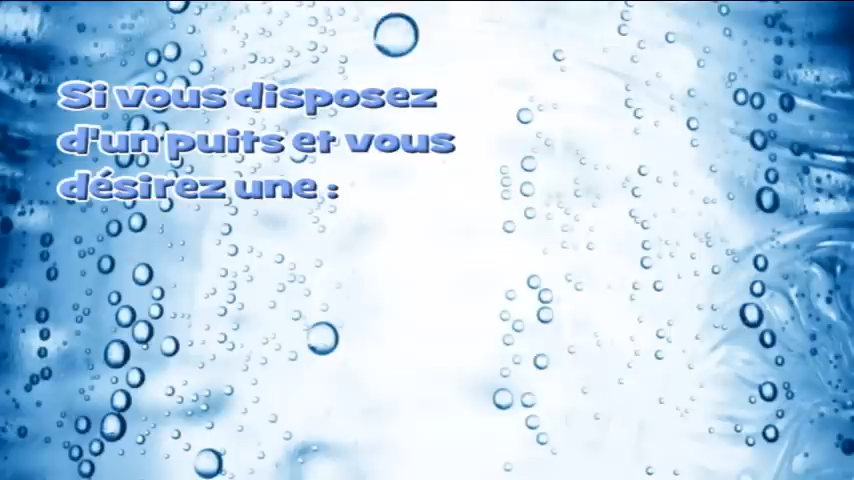 Si vous disposez
d'un puits et vous
désirez une :